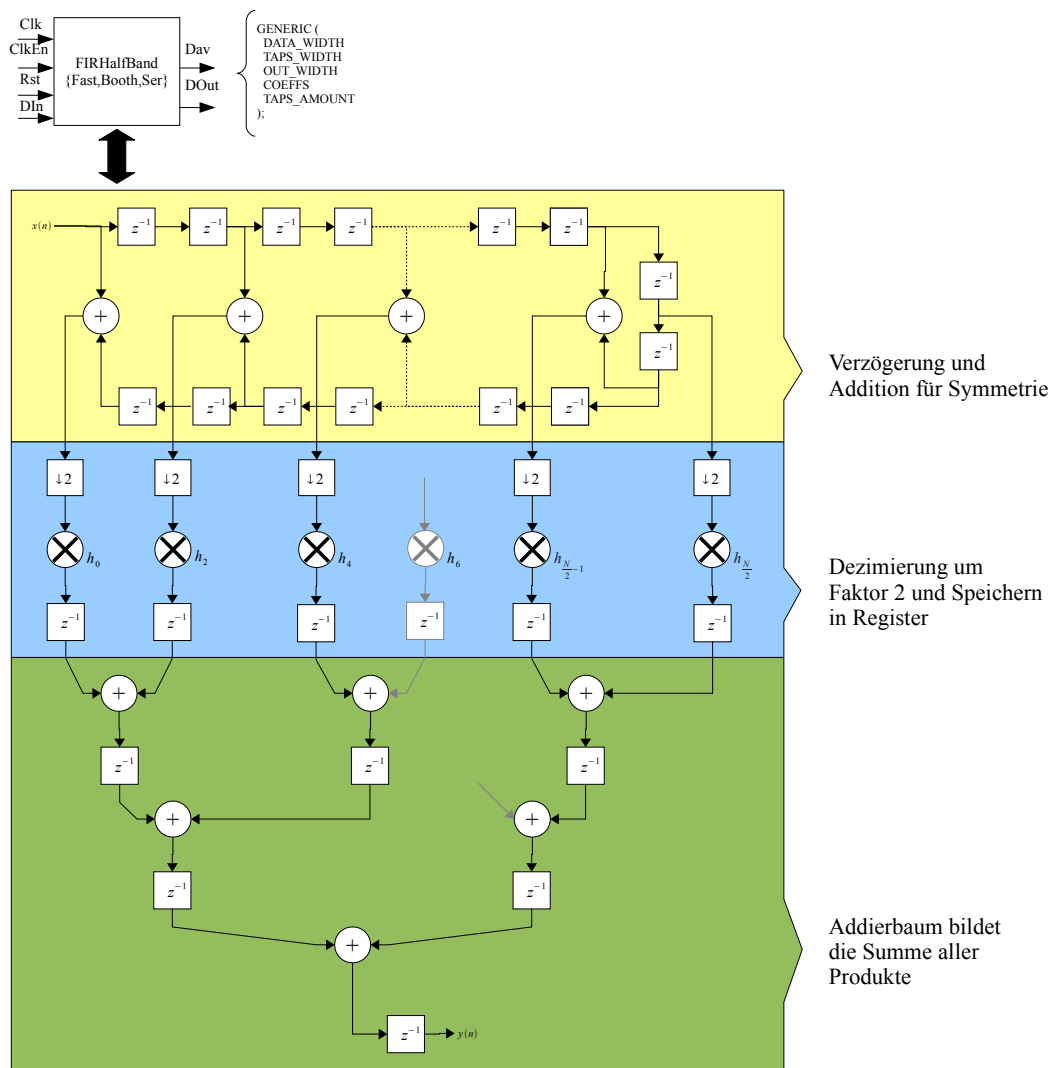 Clk
ClkEn
Rst
DIn
FIRHalfBand
{Fast,Booth,Ser}
Dav
DOut
GENERIC (
DATA_WIDTH
TAPS_WIDTH
OUT_WIDTH
COEFFS
TAPS_AMOUNT
);
x(n)
z⁻¹ z⁻¹ z⁻¹ z⁻¹ z⁻¹ z⁻¹
z⁻¹
+ + + +
z⁻¹
z⁻¹ z⁻¹ z⁻¹ z⁻¹ z⁻¹ z⁻¹
Verzögerung und
Addition für Symmetrie
↓2 ↓2 ↓2 ↓2 ↓2
h₀ h₂ h₄ h₆ h_{N/2-1} h_{N/2}
z⁻¹ z⁻¹ z⁻¹ z⁻¹ z⁻¹ z⁻¹
Dezimierung um
Faktor 2 und Speichern
in Register
+ + +
z⁻¹ z⁻¹ z⁻¹
+ +
z⁻¹ z⁻¹
+
z⁻¹ y(n)
Addierbaum bildet
die Summe aller
Produkte